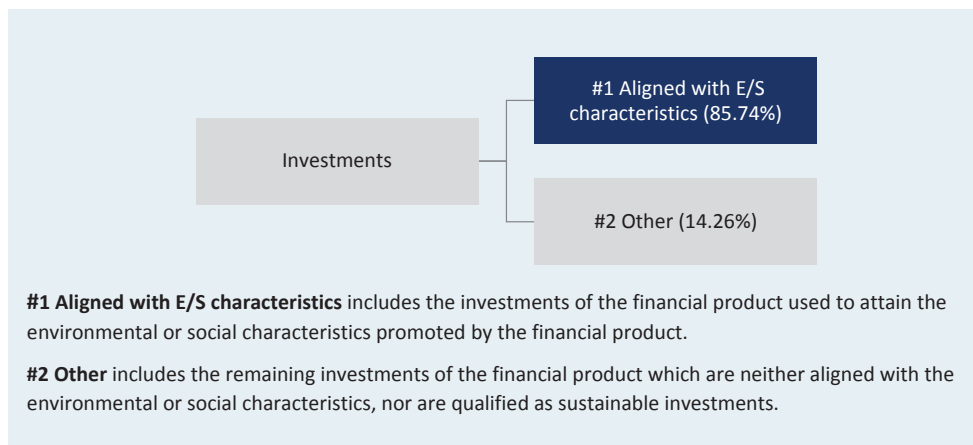 #1 Aligned with E/S
characteristics (85.74%)
Investments
#2 Other (14.26%)
#1 Aligned with E/S characteristics includes the investments of the financial product used to attain the
environmental or social characteristics promoted by the financial product.
#2 Other includes the remaining investments of the financial product which are neither aligned with the
environmental or social characteristics, nor are qualified as sustainable investments.